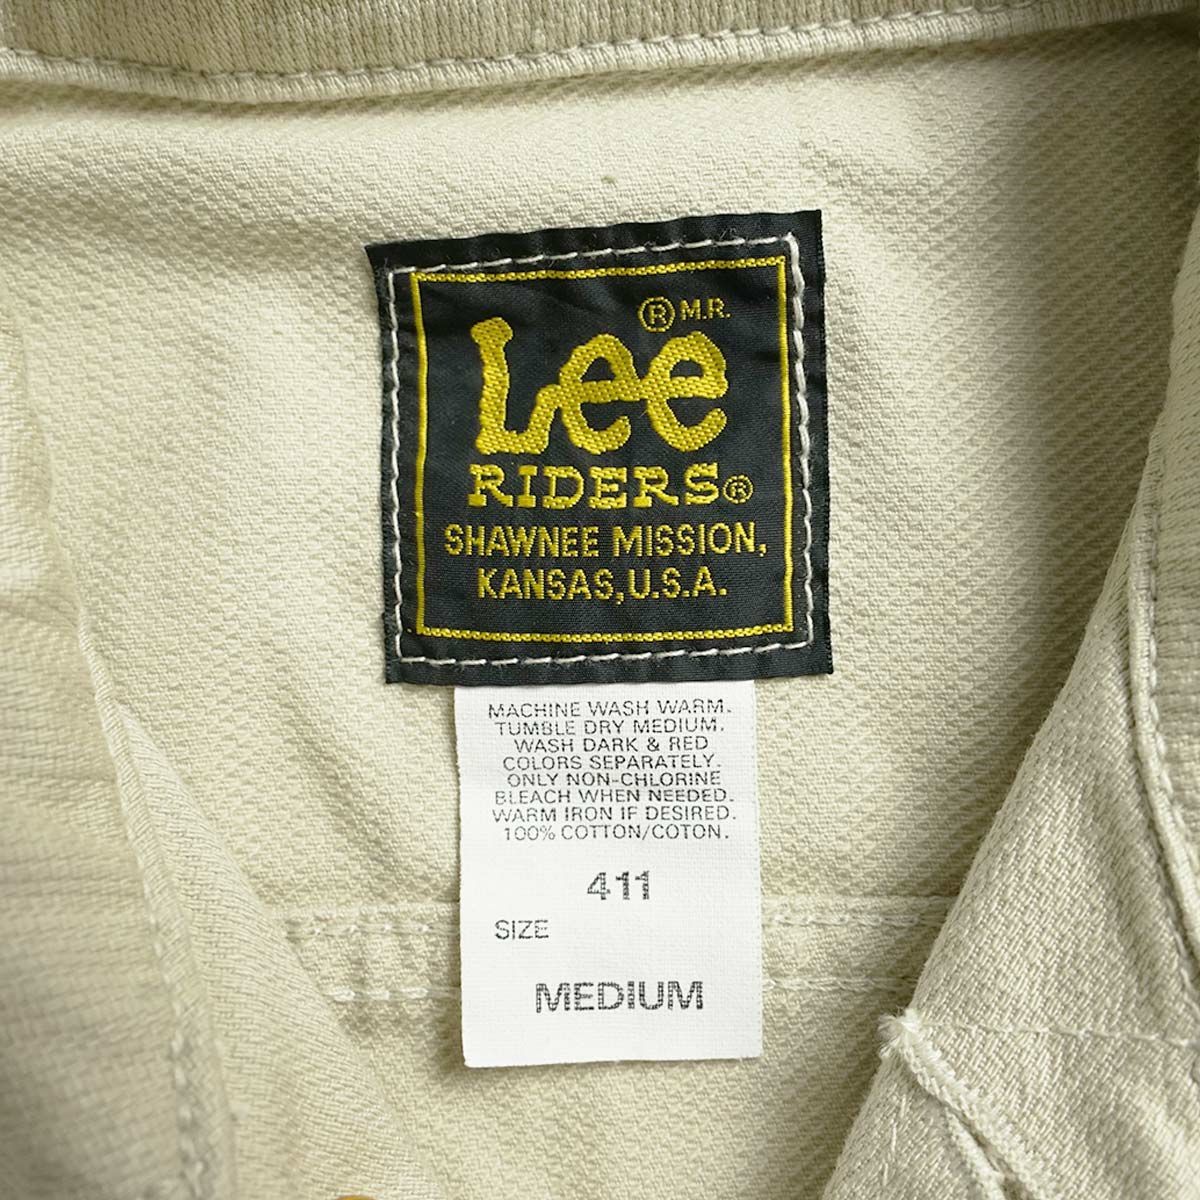 ® M.R.
Lee
RIDERS®
SHAWNEE MISSION,
KANSAS, U.S.A.
MACHINE WASH WARM.
TUMBLE DRY MEDIUM.
WASH DARK & RED
COLORS SEPARATELY.
ONLY NON-CHLORINE
BLEACH WHEN NEEDED.
WARM IRON IF DESIRED.
100% COTTON/COTON.
411
SIZE
MEDIUM